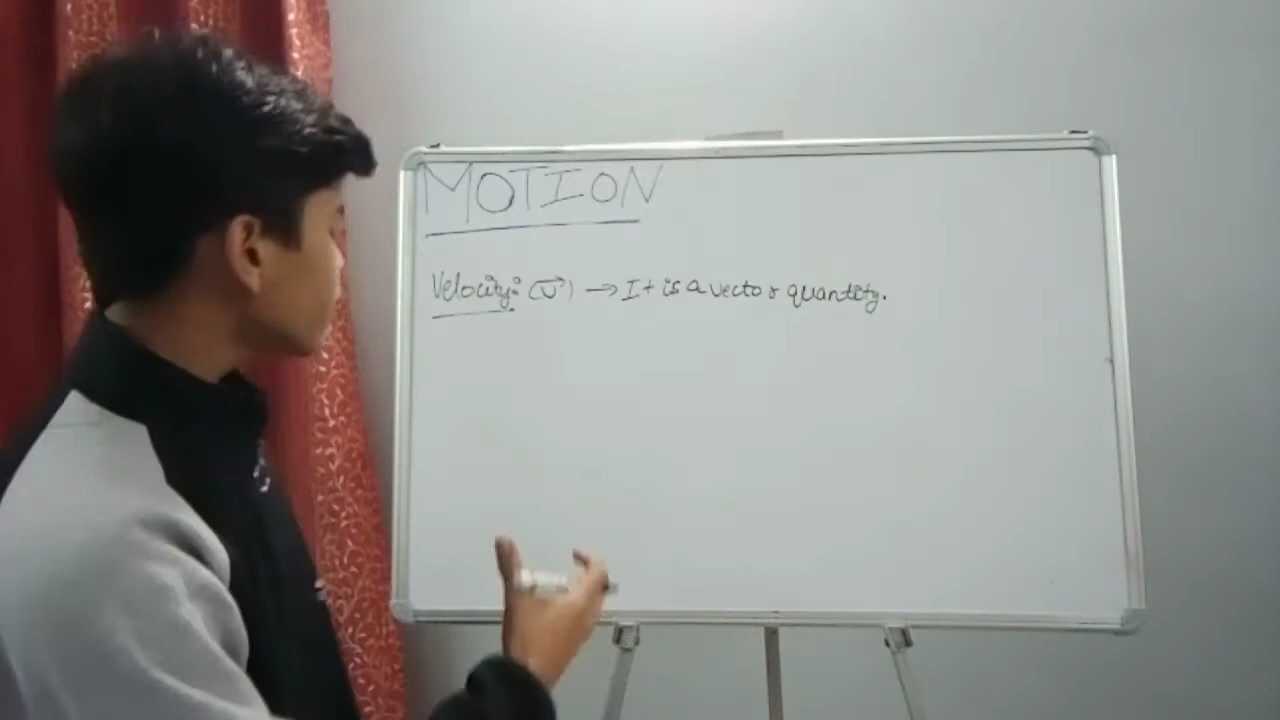 MOTION
Velocity: (v⃗) → It is a vector quantity.